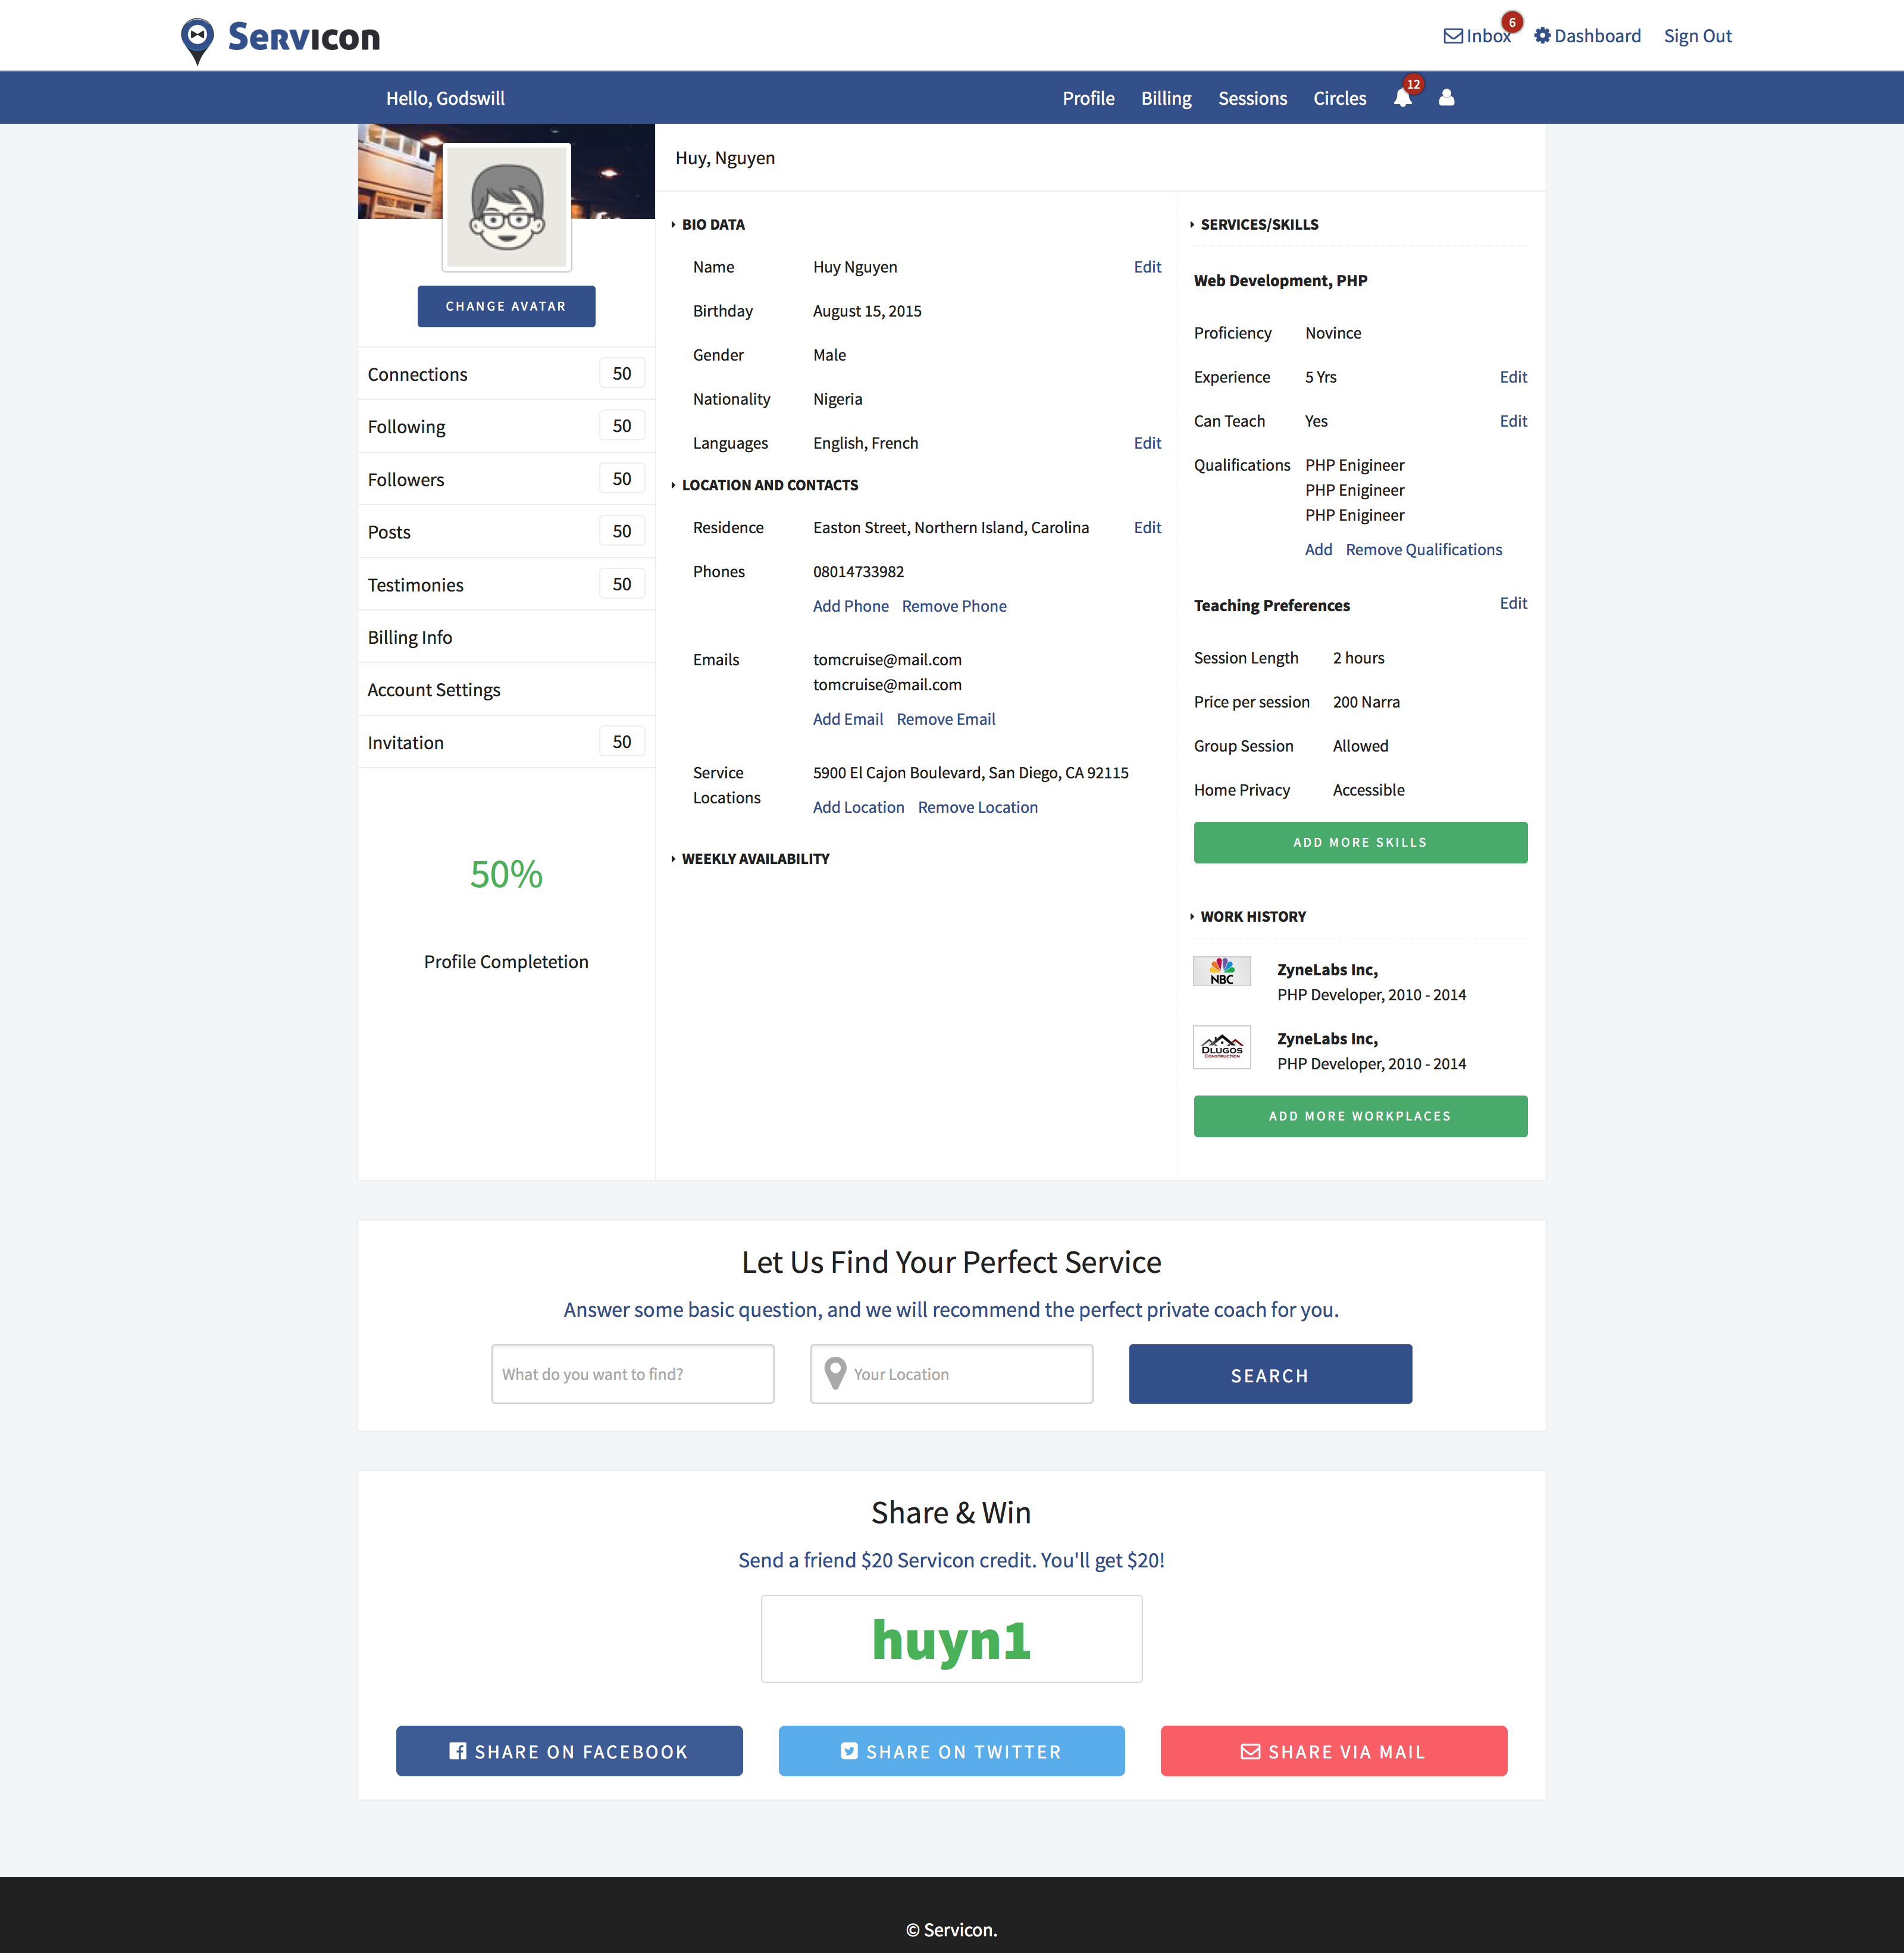 Servicon
Inbox 6 Dashboard Sign Out
Hello, Godswill
Profile Billing Sessions Circles 12
CHANGE AVATAR
Connections 50
Following 50
Followers 50
Posts 50
Testimonies 50
Billing Info
Account Settings
Invitation 50
50%
Profile Completetion
Huy, Nguyen
BIO DATA
Name Huy Nguyen Edit
Birthday August 15, 2015
Gender Male
Nationality Nigeria
Languages English, French Edit
LOCATION AND CONTACTS
Residence Easton Street, Northern Island, Carolina Edit
Phones 08014733982
Add Phone Remove Phone
Emails tomcruise@mail.com
tomcruise@mail.com
Add Email Remove Email
Service Locations 5900 El Cajon Boulevard, San Diego, CA 92115
Add Location Remove Location
WEEKLY AVAILABILITY
SERVICES/SKILLS
Web Development, PHP
Proficiency Novince
Experience 5 Yrs Edit
Can Teach Yes Edit
Qualifications PHP Enigineer
PHP Enigineer
PHP Enigineer
Add Remove Qualifications
Teaching Preferences Edit
Session Length 2 hours
Price per session 200 Narra
Group Session Allowed
Home Privacy Accessible
ADD MORE SKILLS
WORK HISTORY
NBC
ZyneLabs Inc,
PHP Developer, 2010 - 2014
DLUGOS
CONSTRUCTION
ZyneLabs Inc,
PHP Developer, 2010 - 2014
ADD MORE WORKPLACES
Let Us Find Your Perfect Service
Answer some basic question, and we will recommend the perfect private coach for you.
What do you want to find? Your Location SEARCH
Share & Win
Send a friend $20 Servicon credit. You'll get $20!
huyn1
SHARE ON FACEBOOK SHARE ON TWITTER SHARE VIA MAIL
© Servicon.